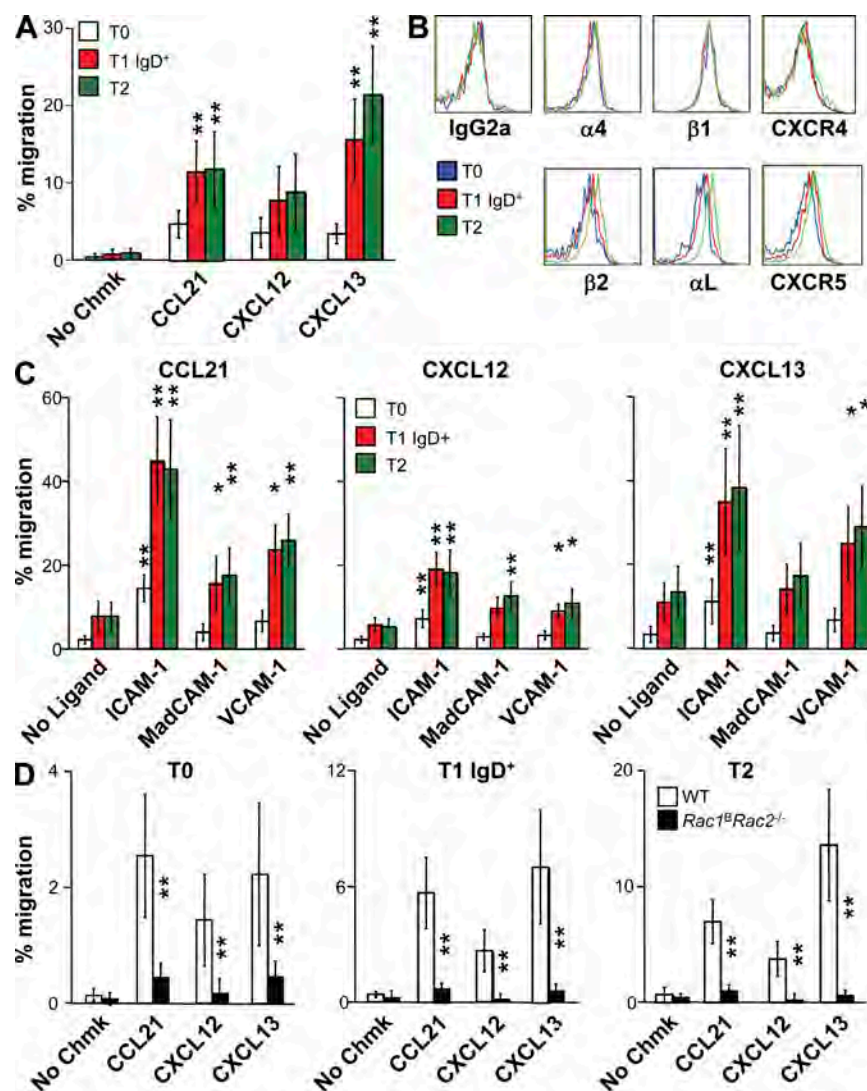 A
30
20
10
0
% migration
T0
T1 IgD⁺
T2
**
**
**
**
No Chmk
CCL21
CXCL12
CXCL13
B
IgG2a
α4
β1
CXCR4
T0
T1 IgD⁺
T2
β2
αL
CXCR5
C
CCL21
CXCL12
CXCL13
60
40
20
0
% migration
T0
T1 IgD+
T2
**
**
**
*
**
*
**
**
**
**
**
*
*
**
**
**
*
*
No Ligand
ICAM-1
MadCAM-1
VCAM-1
No Ligand
ICAM-1
MadCAM-1
VCAM-1
No Ligand
ICAM-1
MadCAM-1
VCAM-1
D
T0
T1 IgD⁺
T2
4
2
0
% migration
**
**
**
No Chmk
CCL21
CXCL12
CXCL13
12
6
0
**
**
**
No Chmk
CCL21
CXCL12
CXCL13
20
10
0
WT
Rac1ᴮRac2⁻/⁻
**
**
**
No Chmk
CCL21
CXCL12
CXCL13